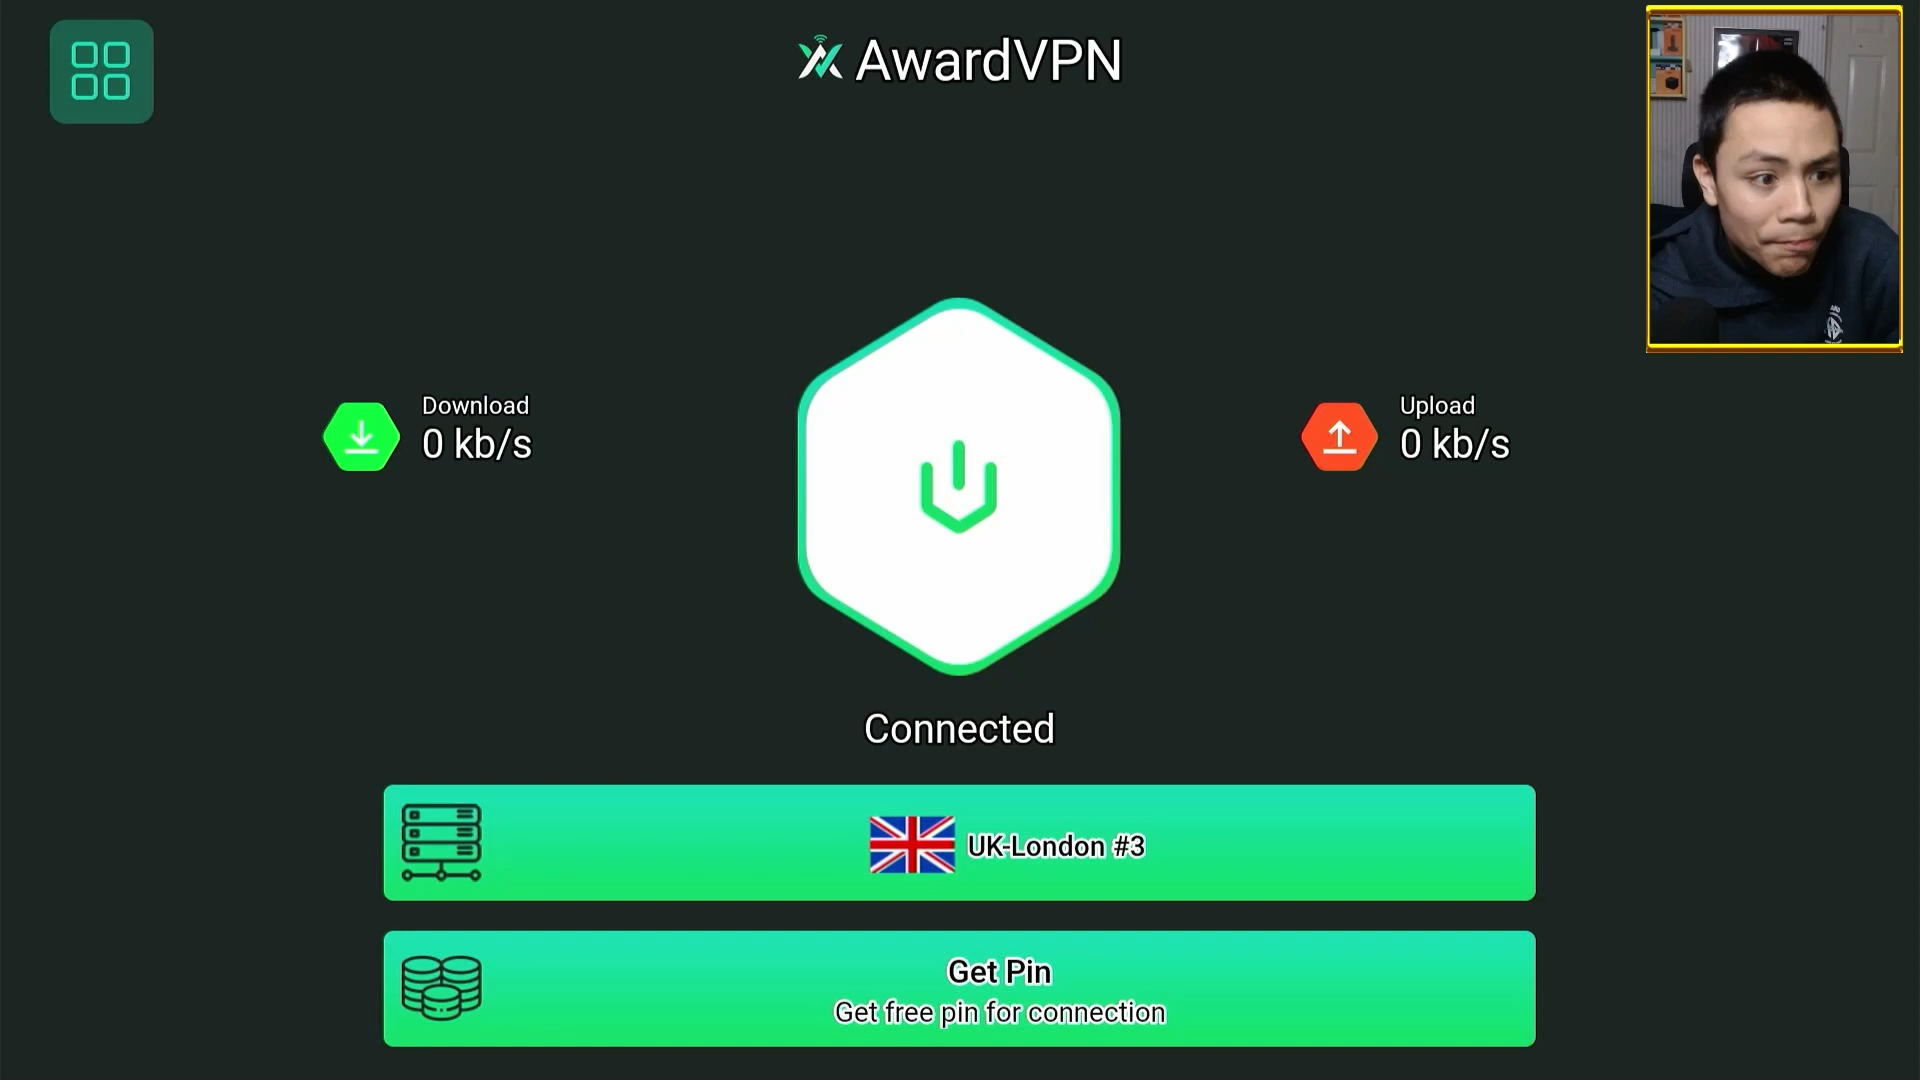 AwardVPN
Download
0 kb/s
Upload
0 kb/s
Connected
UK-London #3
Get Pin
Get free pin for connection